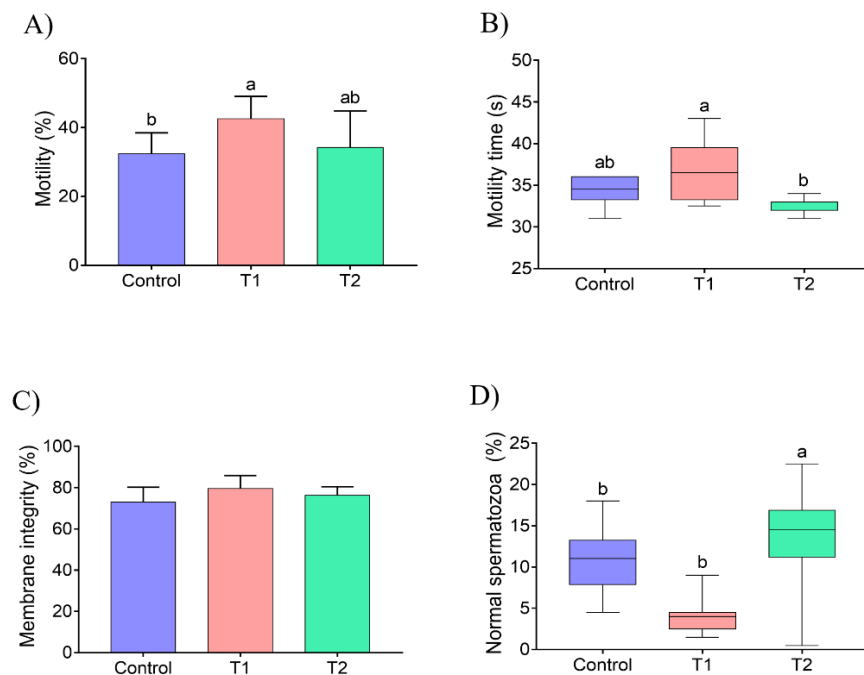 A)
Motility (%)
60
40
20
0
b
a
ab
Control
T1
T2
B)
Motility time (s)
50
45
40
35
30
25
ab
a
b
Control
T1
T2
C)
Membrane integrity (%)
100
80
60
40
20
0
Control
T1
T2
D)
Normal spermatozoa (%)
25
20
15
10
5
0
b
b
a
Control
T1
T2